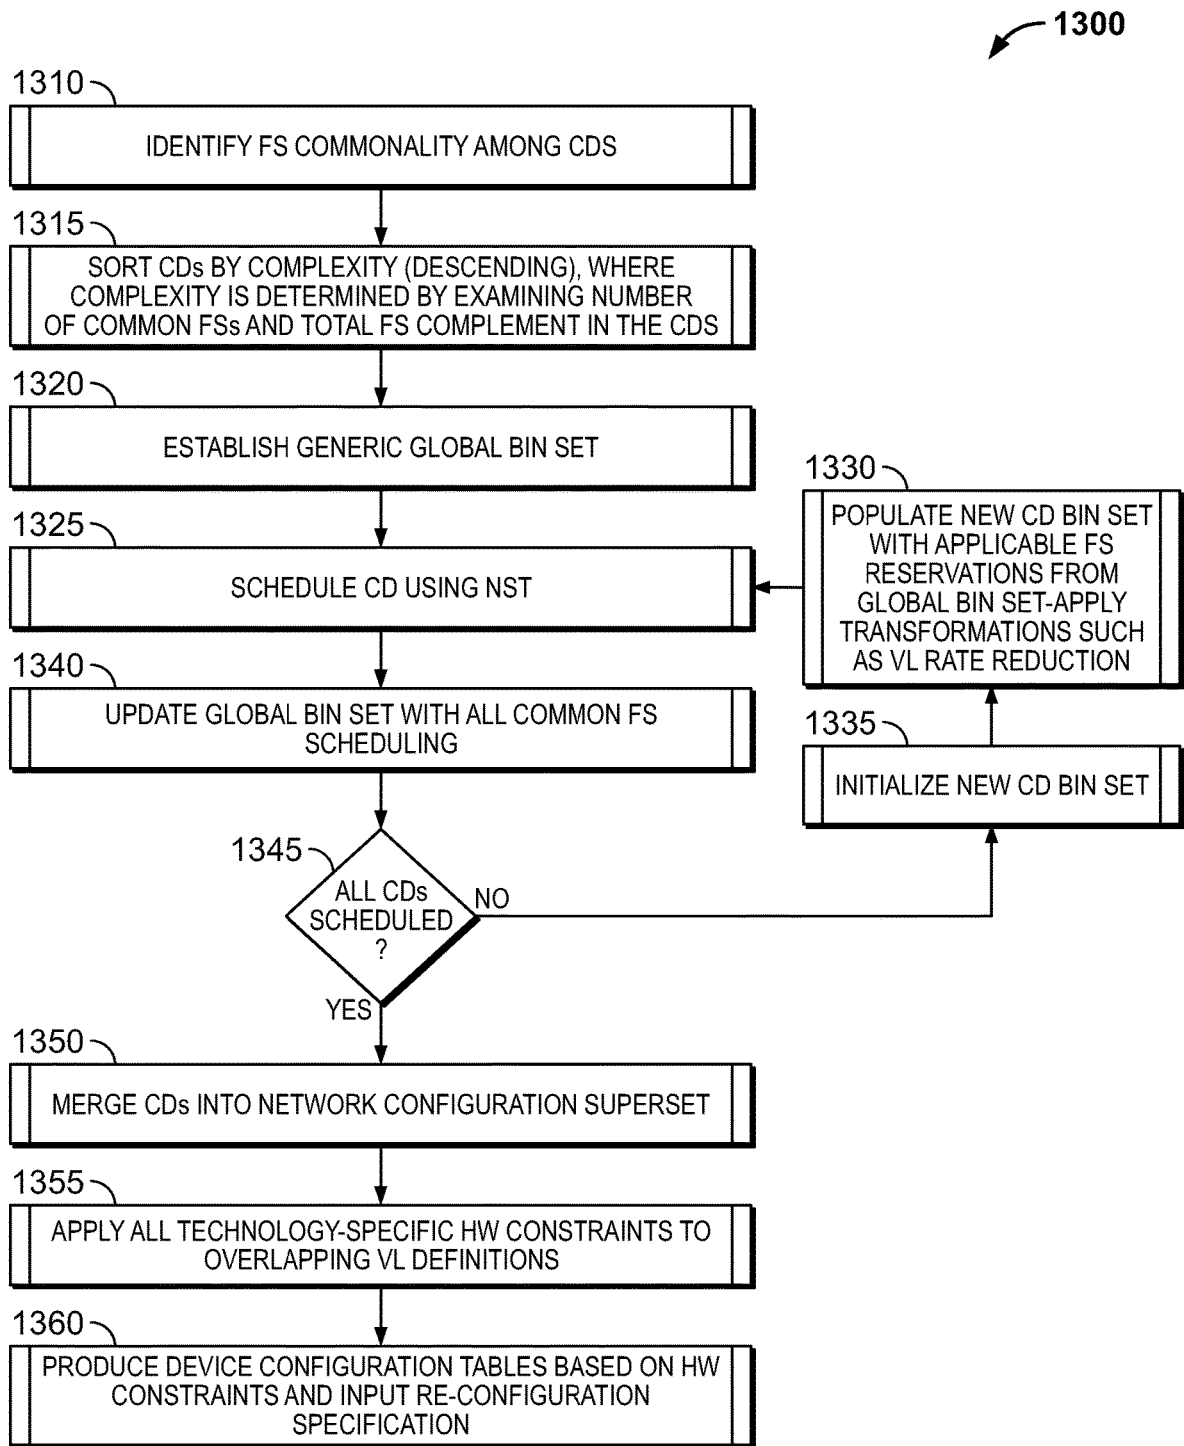 1300
1310
IDENTIFY FS COMMONALITY AMONG CDS
1315
SORT CDs BY COMPLEXITY (DESCENDING), WHERE
COMPLEXITY IS DETERMINED BY EXAMINING NUMBER
OF COMMON FSs AND TOTAL FS COMPLEMENT IN THE CDS
1320
ESTABLISH GENERIC GLOBAL BIN SET
1325
SCHEDULE CD USING NST
1330
POPULATE NEW CD BIN SET
WITH APPLICABLE FS
RESERVATIONS FROM
GLOBAL BIN SET-APPLY
TRANSFORMATIONS SUCH
AS VL RATE REDUCTION
1335
INITIALIZE NEW CD BIN SET
1340
UPDATE GLOBAL BIN SET WITH ALL COMMON FS
SCHEDULING
1345
ALL CDs
SCHEDULED
?
NO
YES
1350
MERGE CDs INTO NETWORK CONFIGURATION SUPERSET
1355
APPLY ALL TECHNOLOGY-SPECIFIC HW CONSTRAINTS TO
OVERLAPPING VL DEFINITIONS
1360
PRODUCE DEVICE CONFIGURATION TABLES BASED ON HW
CONSTRAINTS AND INPUT RE-CONFIGURATION
SPECIFICATION